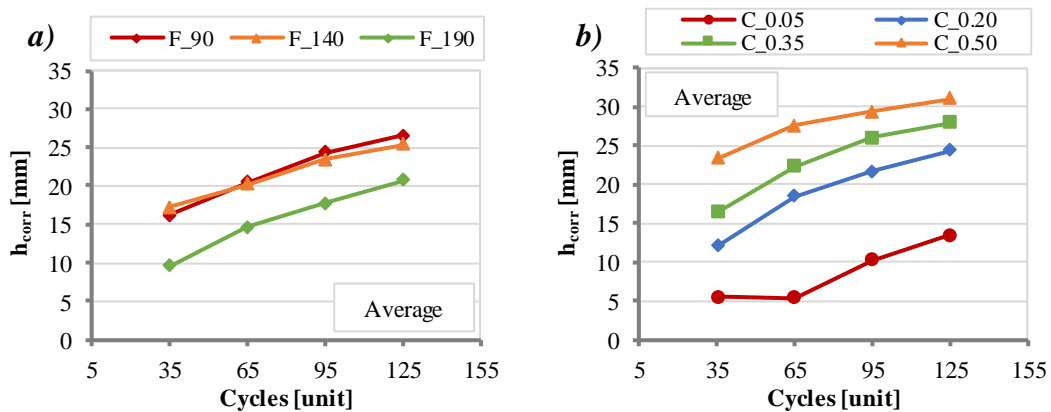 a)
F_90 F_140 F_190
35
30
25
20
15
10
5
0
h_corr [mm]
Average
5 35 65 95 125 155
Cycles [unit]
b)
C_0.05 C_0.20
C_0.35 C_0.50
35
30
25
20
15
10
5
0
h_corr [mm]
Average
5 35 65 95 125 155
Cycles [unit]